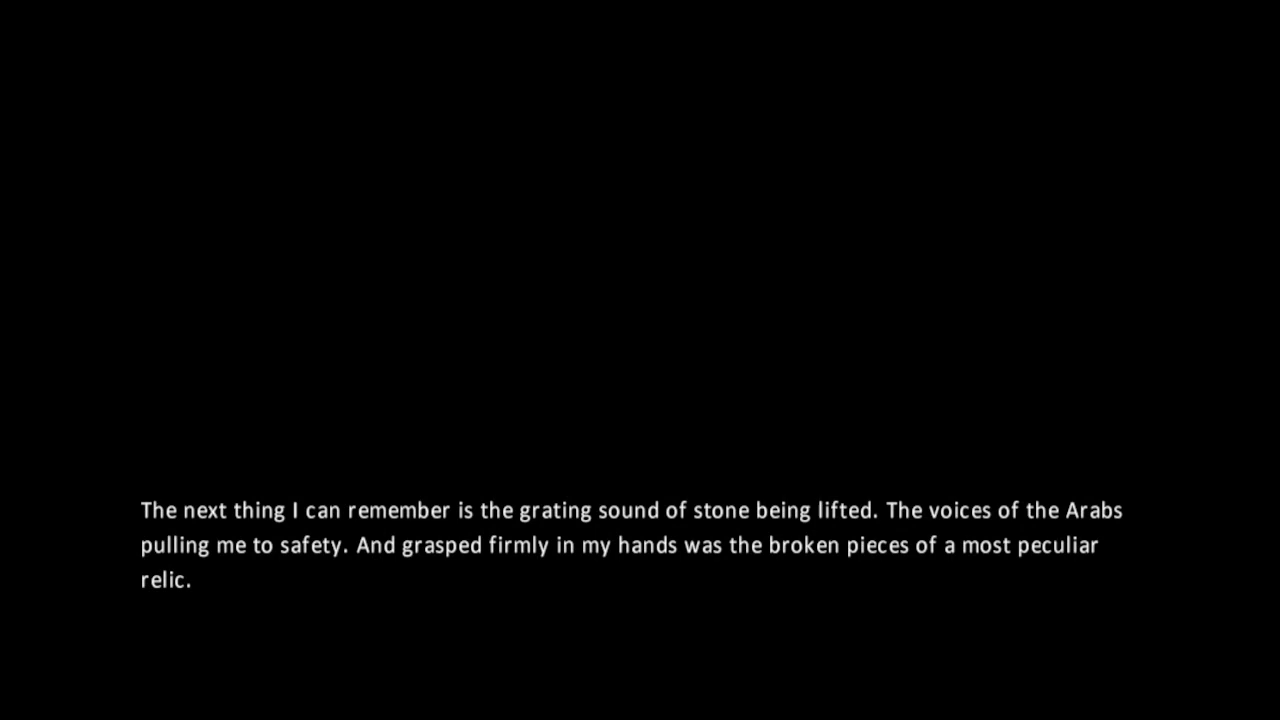 The next thing I can remember is the grating sound of stone being lifted. The voices of the Arabs
pulling me to safety. And grasped firmly in my hands was the broken pieces of a most peculiar
relic.